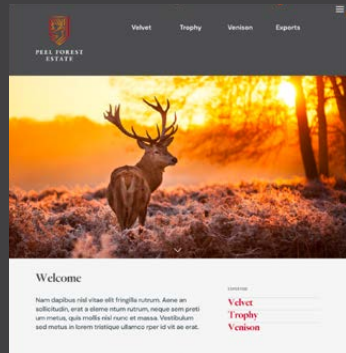 PEEL FOREST
ESTATE
Velvet
Trophy
Venison
Exports
Welcome
Nam dapibus nisl vitae elit fringilla rutrum. Aene an
sollicitudin, erat a eleme ntum rutrum, neque sem preti
um metus, quis mollis nisl nunc et massa. Vestibulum
sed metus in lorem tristique ullamco rper id vit ae erat.
EXPERTISE
Velvet
Trophy
Venison